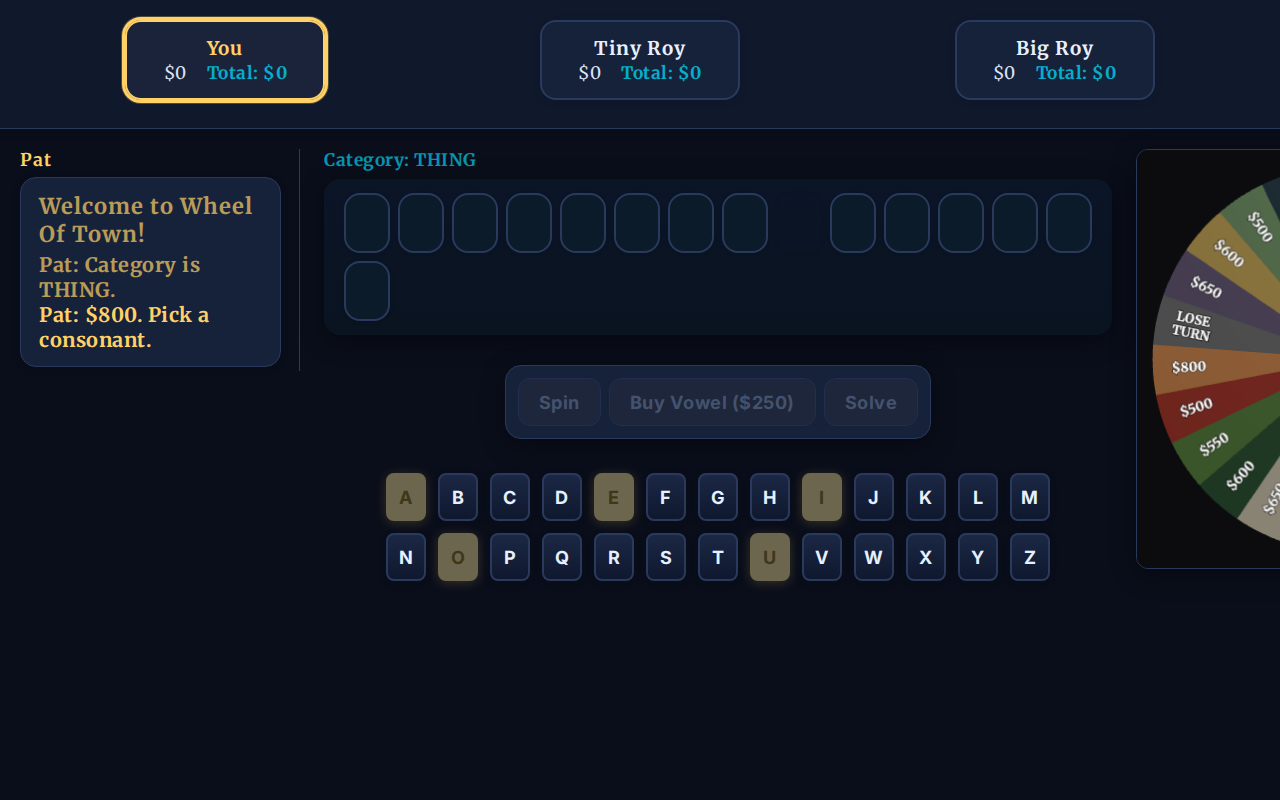 You
$0 Total: $0
Tiny Roy
$0 Total: $0
Big Roy
$0 Total: $0
Pat
Welcome to Wheel
Of Town!
Pat: Category is
THING.
Pat: $800. Pick a
consonant.
Category: THING
Spin
Buy Vowel ($250)
Solve
A B C D E F G H I J K L M
N O P Q R S T U V W X Y Z
$500
$600
$650
LOSE
TURN
$800
$500
$550
$600
$650